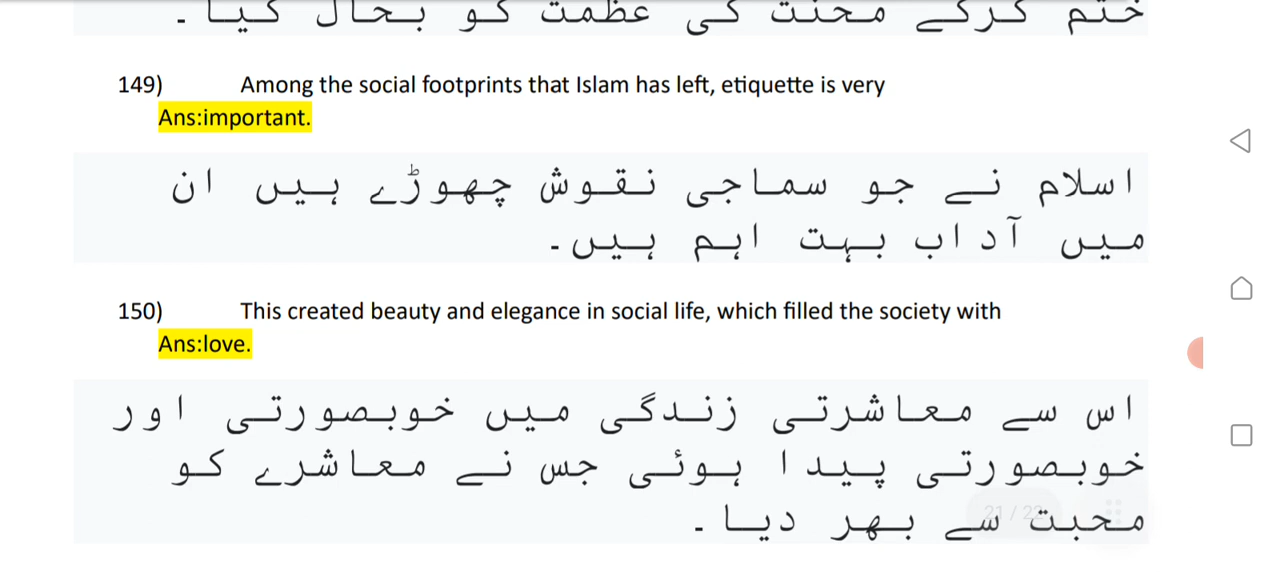 ختم کرکے محنت کی عظمت کو بحال کیا۔
149) Among the social footprints that Islam has left, etiquette is very
Ans:important.
اسلام نے جو سماجی نقوش چھوڑے ہیں ان
میں آداب بہت اہم ہیں۔
150) This created beauty and elegance in social life, which filled the society with
Ans:love.
اس سے معاشرتی زندگی میں خوبصورتی اور
خوبصورتی پیدا ہوئی جس نے معاشرے کو
محبت سے بھر دیا۔